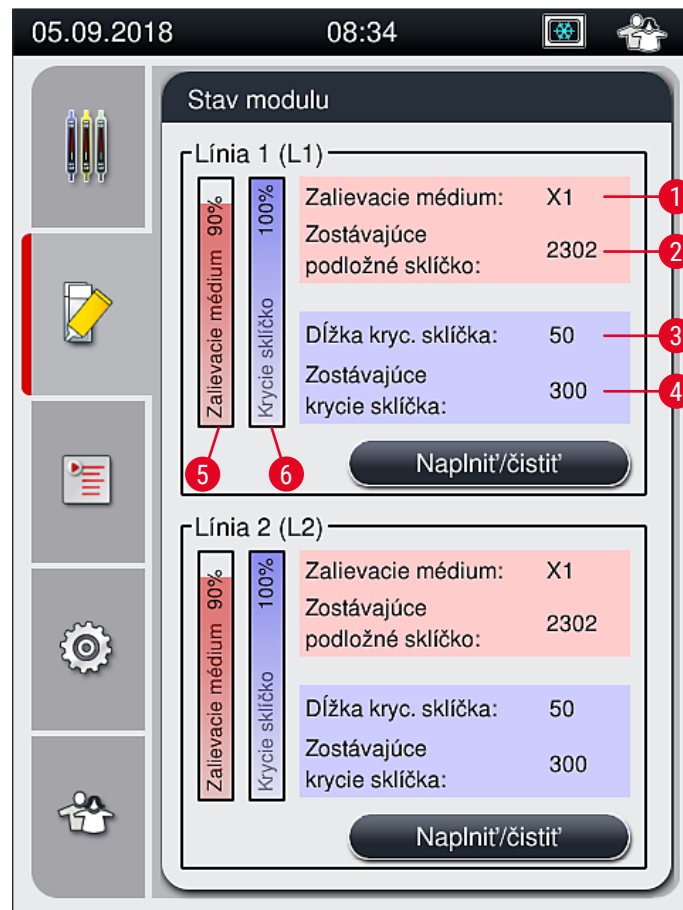 05.09.2018 08:34
Stav modulu
Línia 1 (L1)
Zalievacie médium 90%
Krycie sklíčko 100%
Zalievacie médium: X1 1
Zostávajúce
podložné sklíčko: 2302 2
Dĺžka kryc. sklíčka: 50 3
Zostávajúce
krycie sklíčka: 300 4
5 6
Naplniť/čistiť
Línia 2 (L2)
Zalievacie médium 90%
Krycie sklíčko 100%
Zalievacie médium: X1
Zostávajúce
podložné sklíčko: 2302
Dĺžka kryc. sklíčka: 50
Zostávajúce
krycie sklíčka: 300
Naplniť/čistiť